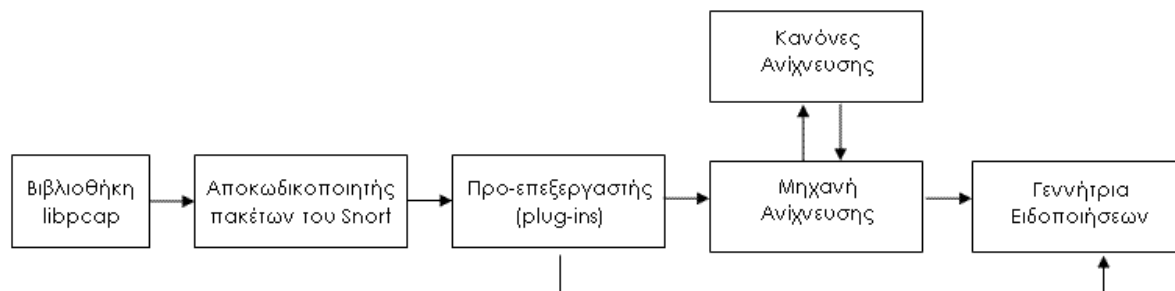 Κανόνες
Ανίχνευσης
Βιβλιοθήκη
libpcap
Αποκωδικοποιητής
πακέτων του Snort
Προ-επεξεργαστής
(plug-ins)
Μηχανή
Ανίχνευσης
Γεννήτρια
Ειδοποιήσεων